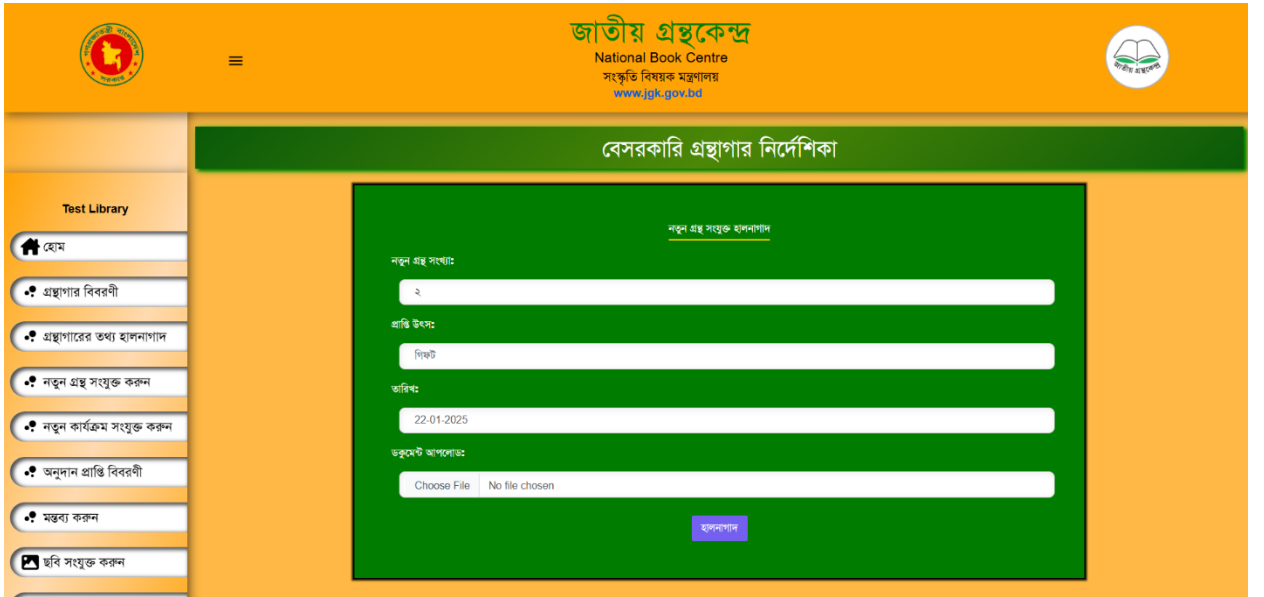 জাতীয় গ্রন্থকেন্দ্র
National Book Centre
সংস্কৃতি বিষয়ক মন্ত্রণালয়
www.jgk.gov.bd
জাতীয় গ্রন্থকেন্দ্র
বেসরকারি গ্রন্থাগার নির্দেশিকা
Test Library
হোম
গ্রন্থাগার বিবরণী
গ্রন্থাগারের তথ্য হালনাগাদ
নতুন গ্রন্থ সংযুক্ত করুন
নতুন কার্যক্রম সংযুক্ত করুন
অনুদান প্রাপ্তি বিবরণী
মন্তব্য করুন
ছবি সংযুক্ত করুন
নতুন গ্রন্থ সংযুক্ত হালনাগাদ
নতুন গ্রন্থ সংখ্যাঃ
২
প্রাপ্তি উৎসঃ
গিফট
তারিখঃ
22-01-2025
ডকুমেন্ট আপলোডঃ
Choose File No file chosen
হালনাগাদ